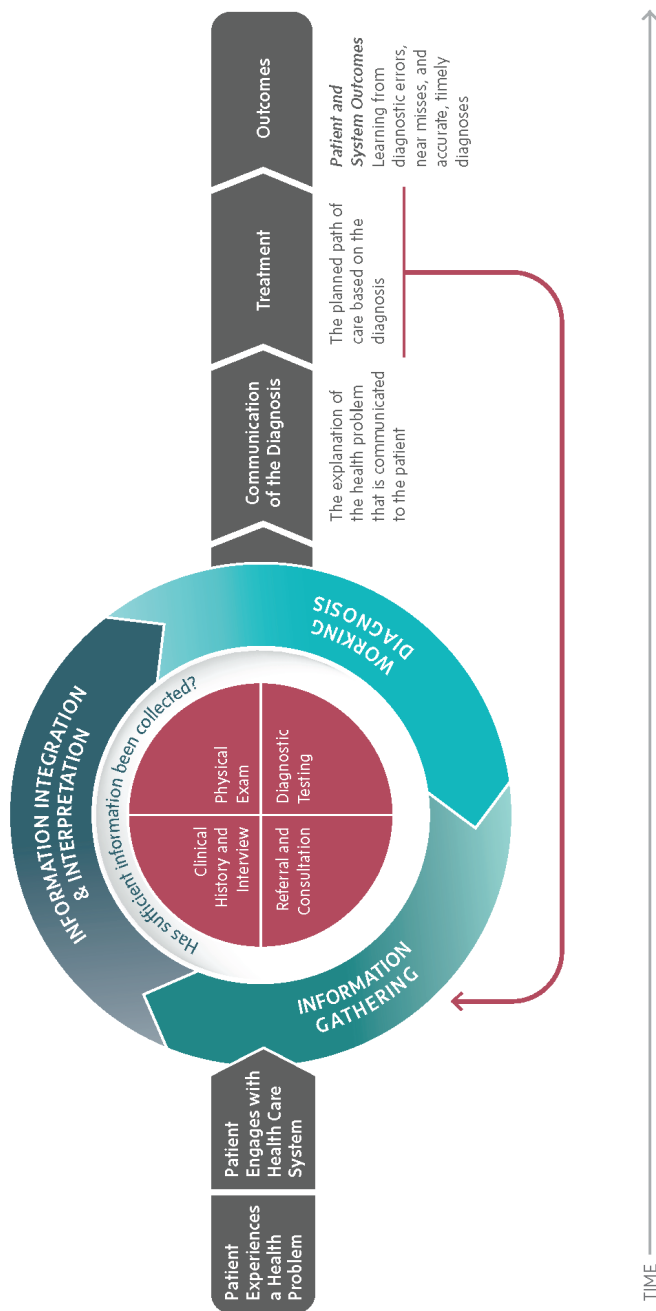 Patient
Experiences
a Health
Problem
Patient
Engages with
Health Care
System
INFORMATION INTEGRATION
& INTERPRETATION
Has sufficient information been collected?
Clinical
History and
Interview
Physical
Exam
Referral and
Consultation
Diagnostic
Testing
INFORMATION
GATHERING
WORKING
DIAGNOSIS
Communication
of the Diagnosis
The explanation of
the health problem
that is communicated
to the patient
Treatment
The planned path of
care based on the
diagnosis
Outcomes
Patient and
System Outcomes
Learning from
diagnostic errors,
near misses, and
accurate, timely
diagnoses
TIME